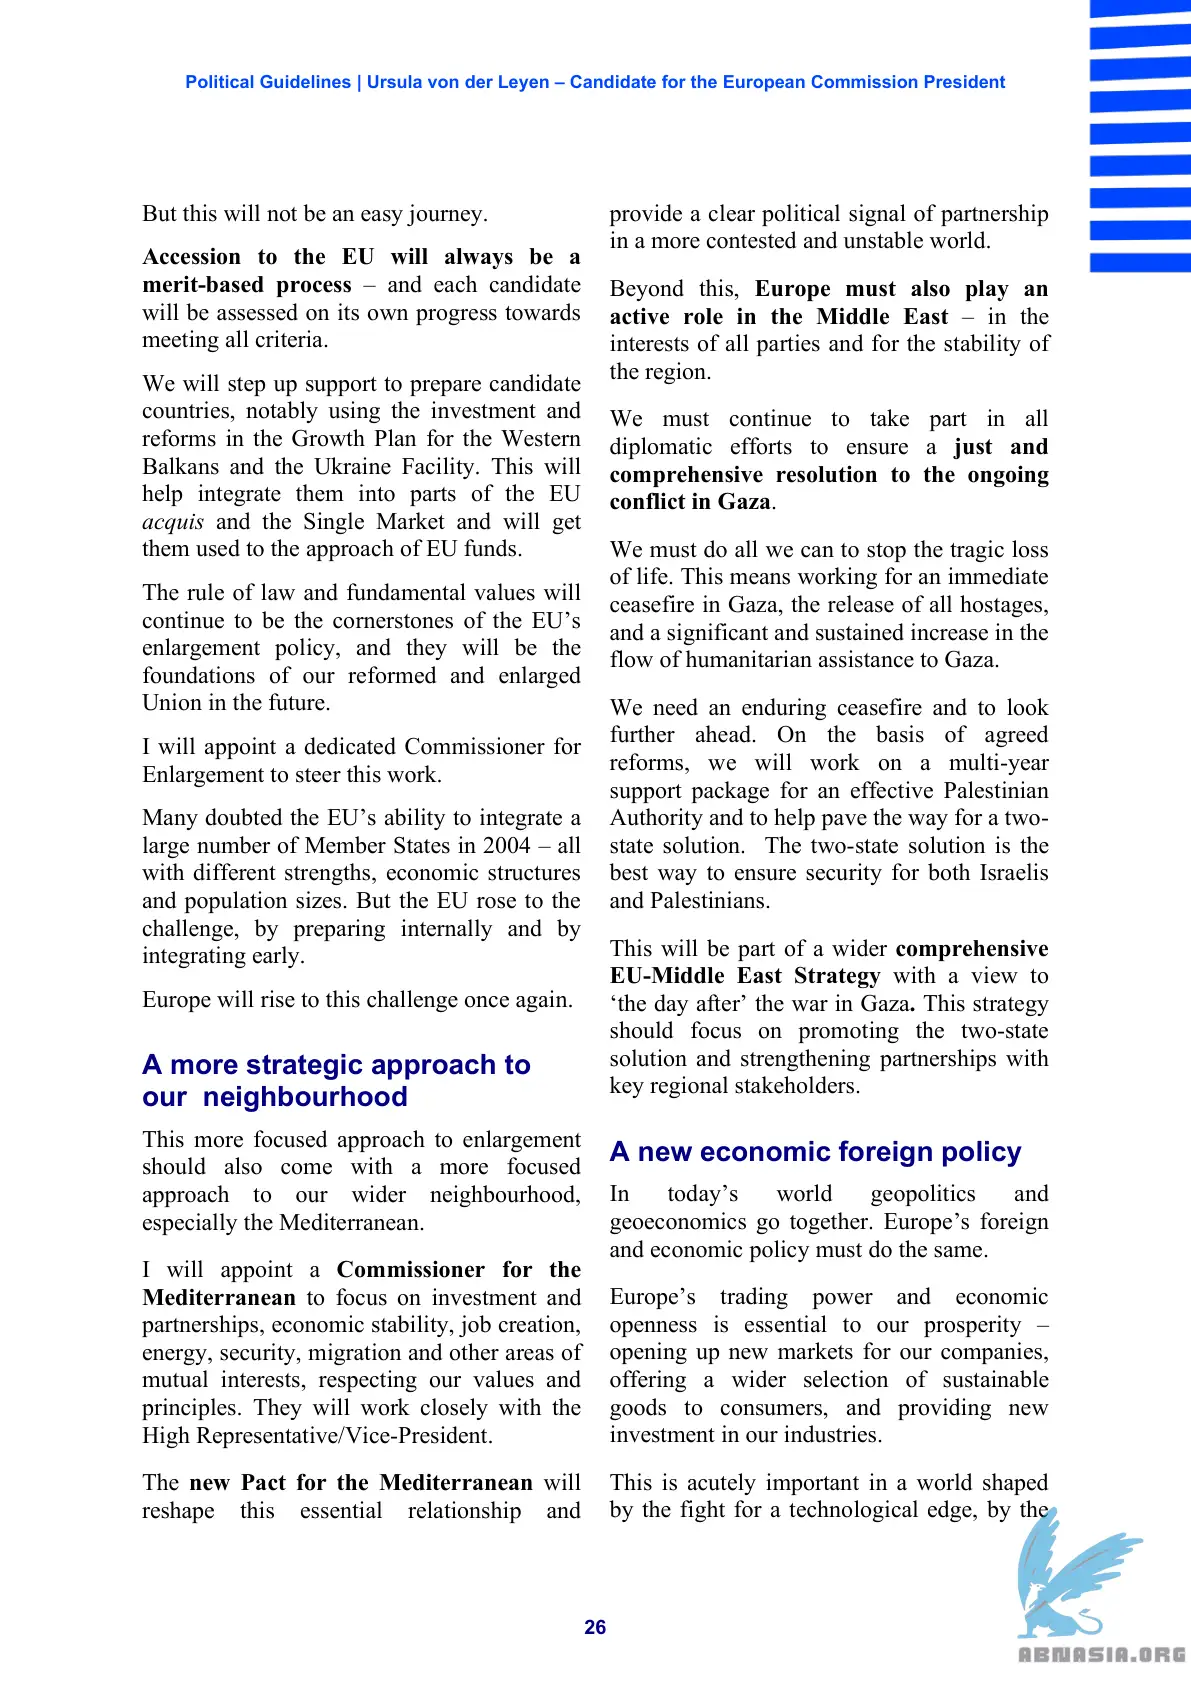 Political Guidelines | Ursula von der Leyen – Candidate for the European Commission President
But this will not be an easy journey.
Accession to the EU will always be a
merit-based process – and each candidate
will be assessed on its own progress towards
meeting all criteria.
We will step up support to prepare candidate
countries, notably using the investment and
reforms in the Growth Plan for the Western
Balkans and the Ukraine Facility. This will
help integrate them into parts of the EU
acquis and the Single Market and will get
them used to the approach of EU funds.
The rule of law and fundamental values will
continue to be the cornerstones of the EU’s
enlargement policy, and they will be the
foundations of our reformed and enlarged
Union in the future.
I will appoint a dedicated Commissioner for
Enlargement to steer this work.
Many doubted the EU’s ability to integrate a
large number of Member States in 2004 – all
with different strengths, economic structures
and population sizes. But the EU rose to the
challenge, by preparing internally and by
integrating early.
Europe will rise to this challenge once again.
A more strategic approach to
our neighbourhood
This more focused approach to enlargement
should also come with a more focused
approach to our wider neighbourhood,
especially the Mediterranean.
I will appoint a Commissioner for the
Mediterranean to focus on investment and
partnerships, economic stability, job creation,
energy, security, migration and other areas of
mutual interests, respecting our values and
principles. They will work closely with the
High Representative/Vice-President.
The new Pact for the Mediterranean will
reshape this essential relationship and
provide a clear political signal of partnership
in a more contested and unstable world.
Beyond this, Europe must also play an
active role in the Middle East – in the
interests of all parties and for the stability of
the region.
We must continue to take part in all
diplomatic efforts to ensure a just and
comprehensive resolution to the ongoing
conflict in Gaza.
We must do all we can to stop the tragic loss
of life. This means working for an immediate
ceasefire in Gaza, the release of all hostages,
and a significant and sustained increase in the
flow of humanitarian assistance to Gaza.
We need an enduring ceasefire and to look
further ahead. On the basis of agreed
reforms, we will work on a multi-year
support package for an effective Palestinian
Authority and to help pave the way for a two-
state solution. The two-state solution is the
best way to ensure security for both Israelis
and Palestinians.
This will be part of a wider comprehensive
EU-Middle East Strategy with a view to
‘the day after’ the war in Gaza. This strategy
should focus on promoting the two-state
solution and strengthening partnerships with
key regional stakeholders.
A new economic foreign policy
In today’s world geopolitics and
geoeconomics go together. Europe’s foreign
and economic policy must do the same.
Europe’s trading power and economic
openness is essential to our prosperity –
opening up new markets for our companies,
offering a wider selection of sustainable
goods to consumers, and providing new
investment in our industries.
This is acutely important in a world shaped
by the fight for a technological edge, by the
26
ABNASIA.ORG